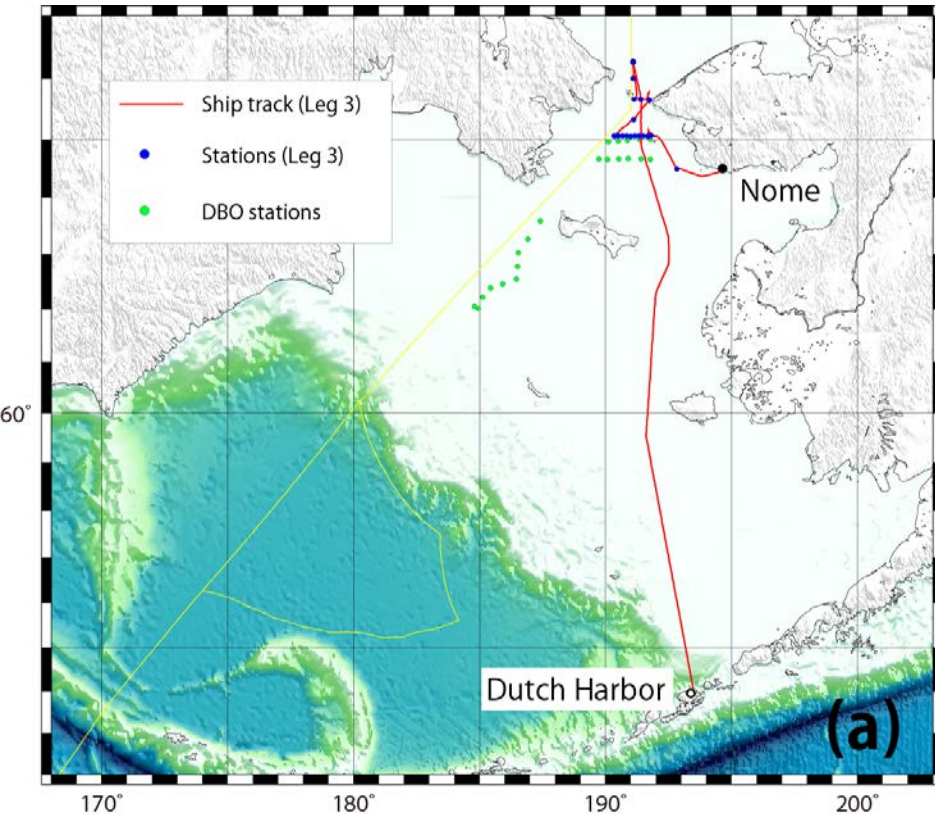 Ship track (Leg 3)
Stations (Leg 3)
DBO stations
Nome
60°
Dutch Harbor
(a)
170° 180° 190° 200°